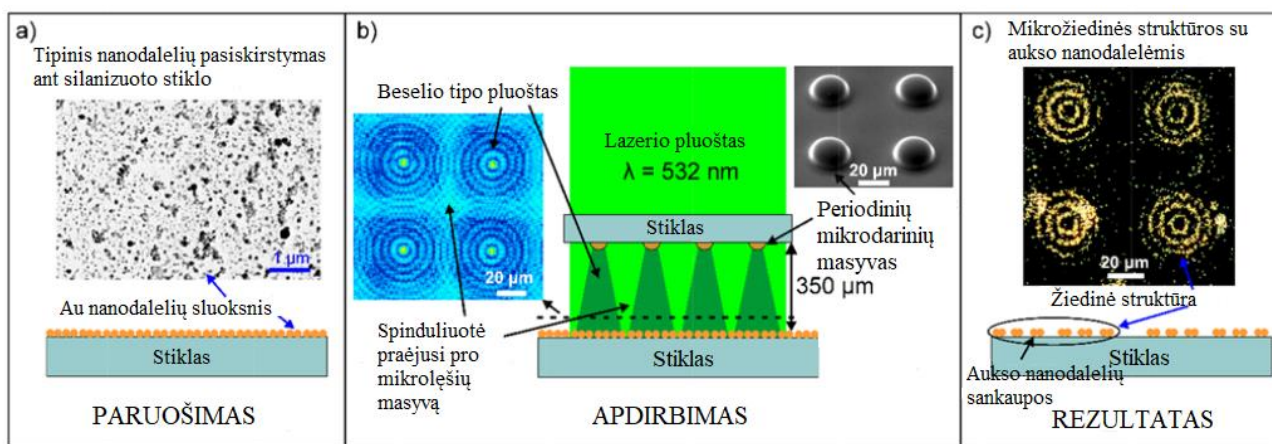 a)
Tipinis nanodalelių pasiskirstymas
ant silanizuoto stiklo
1 µm
Au nanodalelių sluoksnis
Stiklas
PARUOŠIMAS
b)
Beselio tipo pluoštas
20 µm
Spinduliuotė
praėjusi pro
mikrolęšių
masyvą
Lazerio pluoštas
λ = 532 nm
20 µm
Stiklas
Periodinių
mikrodarinių
masyvas
350 µm
Stiklas
APDIRBIMAS
c)
Mikrožiedinės struktūros su
aukso nanodalelėmis
20 µm
Žiedinė struktūra
Stiklas
Aukso nanodalelių
sankaupos
REZULTATAS